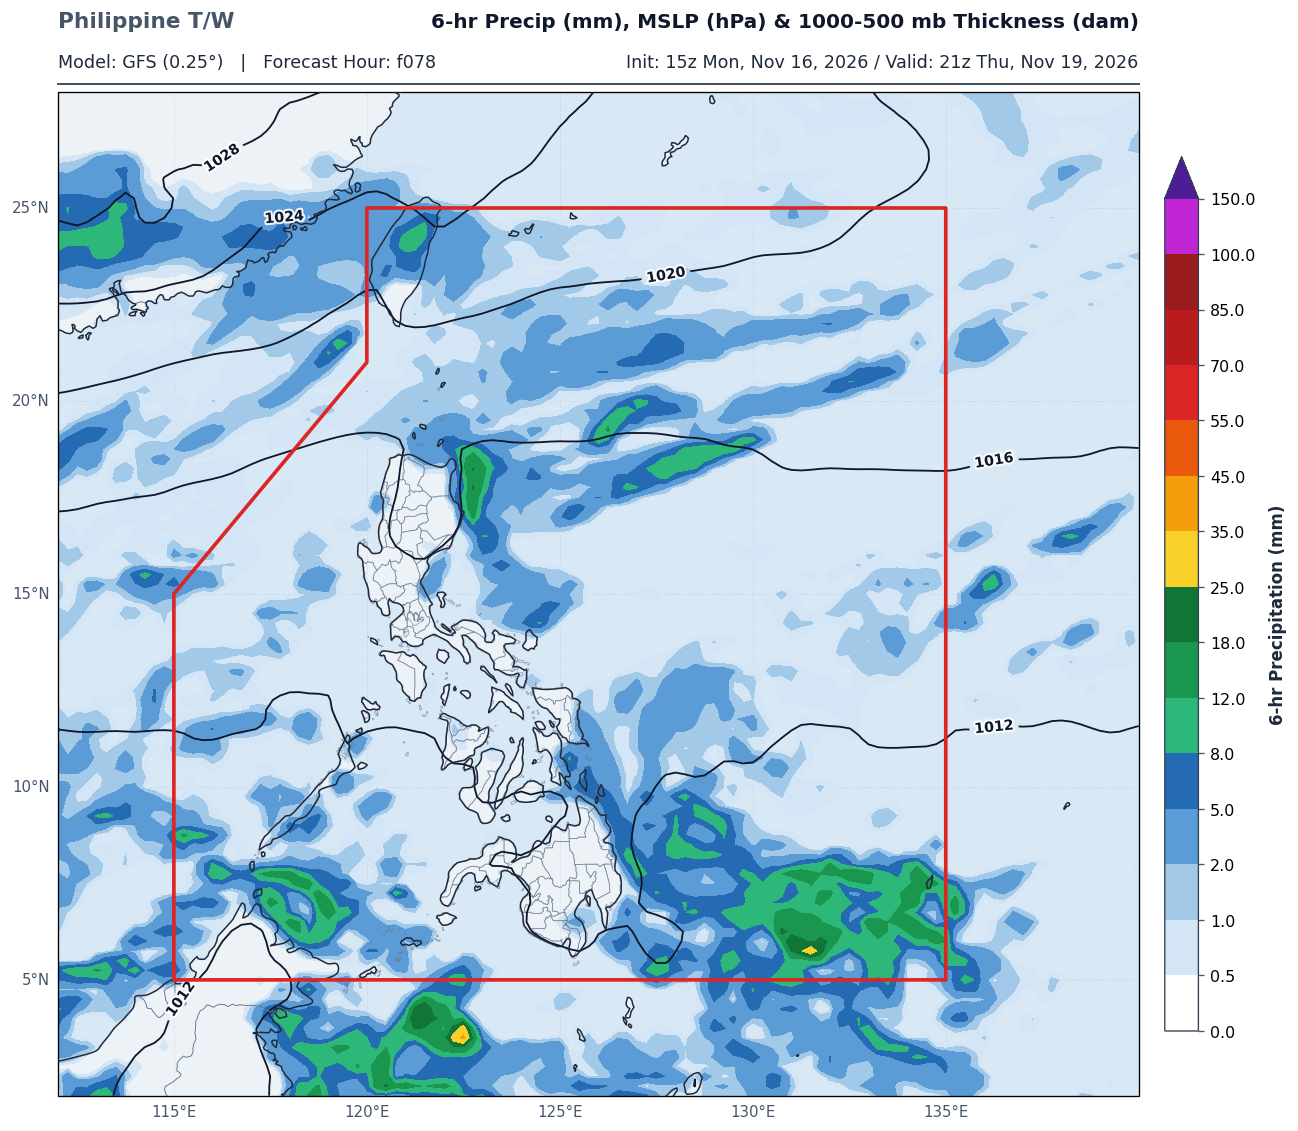 Philippine T/W
6-hr Precip (mm), MSLP (hPa) & 1000-500 mb Thickness (dam)
Model: GFS (0.25°) | Forecast Hour: f078
Init: 15z Mon, Nov 16, 2026 / Valid: 21z Thu, Nov 19, 2026
1028
1024
1020
1016
1012
1012
25°N
20°N
15°N
10°N
5°N
115°E
120°E
125°E
130°E
135°E
150.0
100.0
85.0
70.0
55.0
45.0
35.0
25.0
18.0
12.0
8.0
5.0
2.0
1.0
0.5
0.0
6-hr Precipitation (mm)